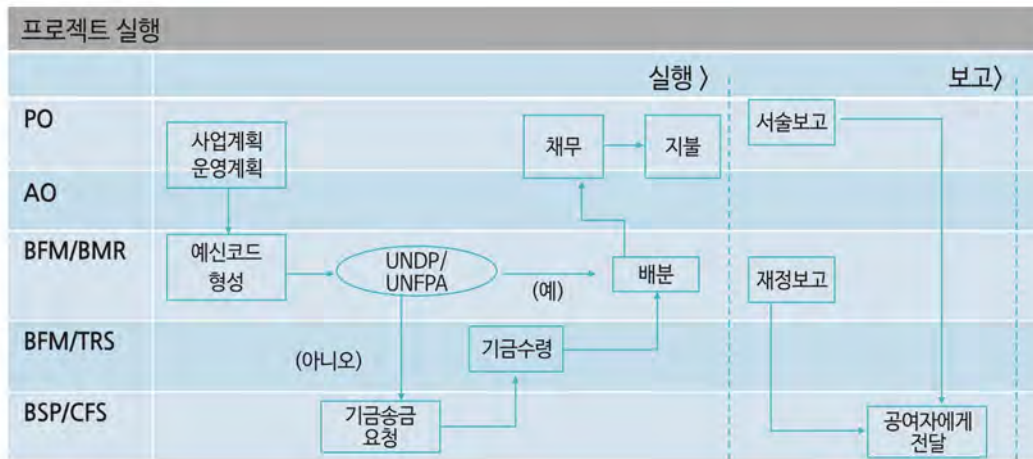 프로젝트 실행
실행 〉
보고〉
PO
사업계획
운영계획
채무
지불
서술보고
AO
BFM/BMR
예신코드
형성
UNDP/
UNFPA
(예)
배분
재정보고
BFM/TRS
(아니오)
기금수령
BSP/CFS
기금송금
요청
공여자에게
전달